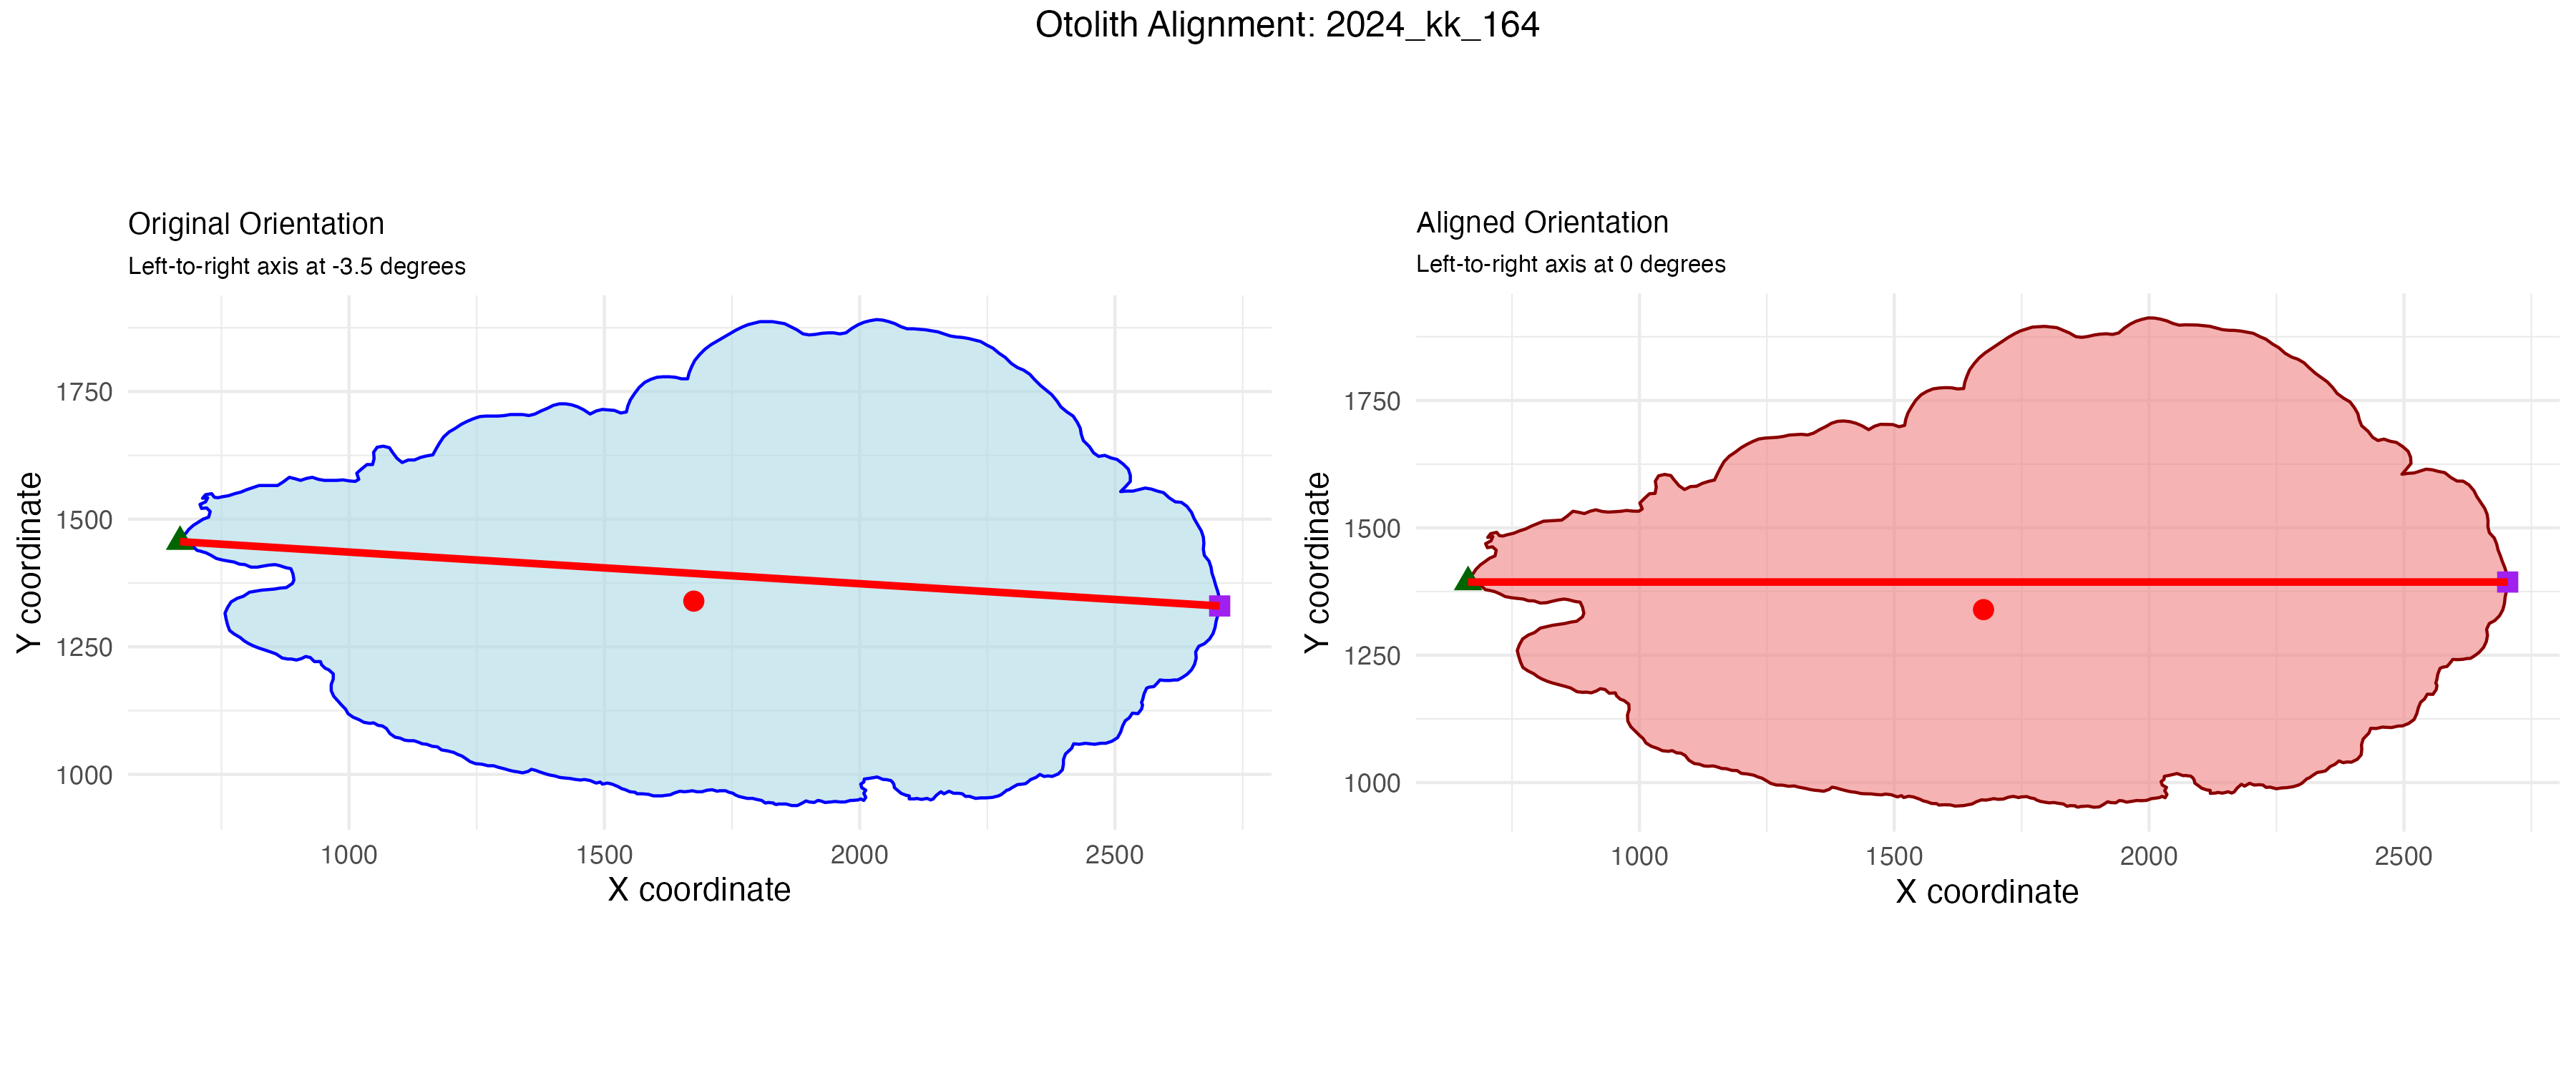 Otolith Alignment: 2024_kk_164
Original Orientation
Left-to-right axis at -3.5 degrees
Y coordinate
1750
1500
1250
1000
1000 1500 2000 2500
X coordinate
Aligned Orientation
Left-to-right axis at 0 degrees
Y coordinate
1750
1500
1250
1000
1000 1500 2000 2500
X coordinate